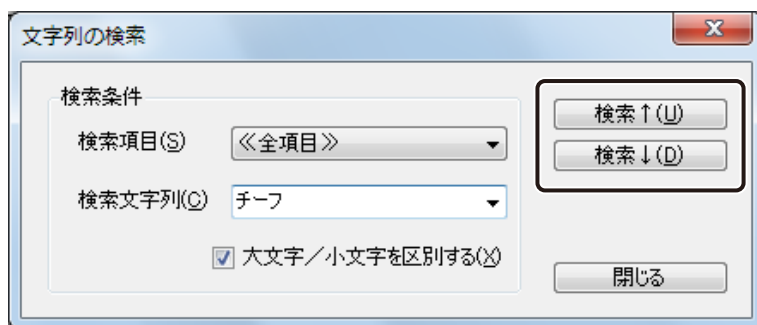 文字列の検索
検索条件
検索項目(S) ≪全項目≫
検索文字列(C) チーフ
大文字／小文字を区別する(X)
検索↑(U)
検索↓(D)
閉じる